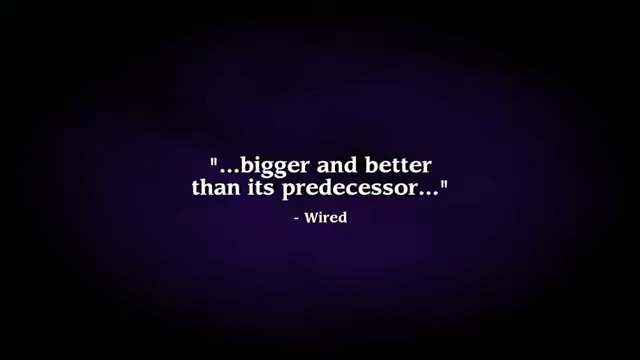 "...bigger and better
than its predecessor..."
- Wired